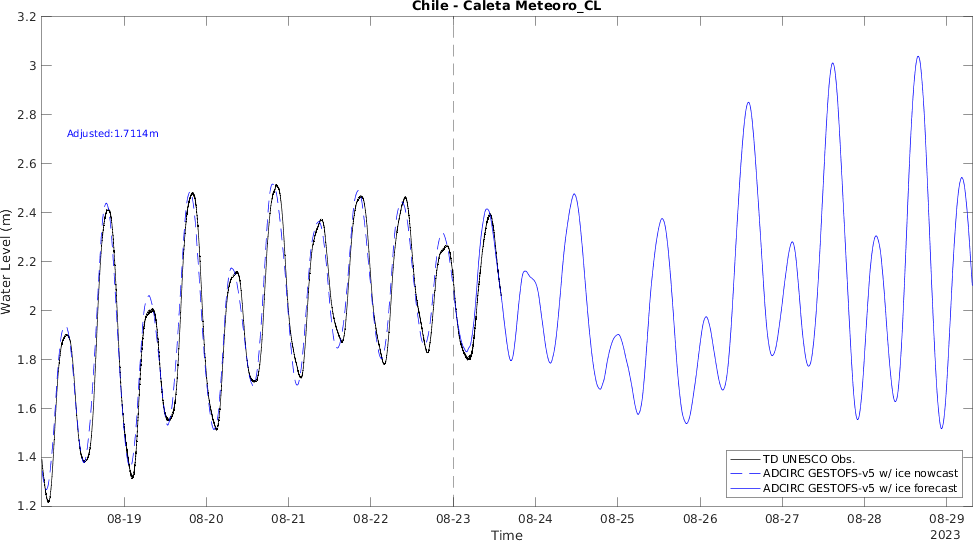 Chile - Caleta Meteoro_CL
3.2
3
2.8
2.6
2.4
2.2
2
1.8
1.6
1.4
1.2
Water Level (m)
Adjusted:1.7114m
TD UNESCO Obs.
ADCIRC GESTOFS-v5 w/ ice nowcast
ADCIRC GESTOFS-v5 w/ ice forecast
08-19 08-20 08-21 08-22 08-23 08-24 08-25 08-26 08-27 08-28 08-29
2023
Time